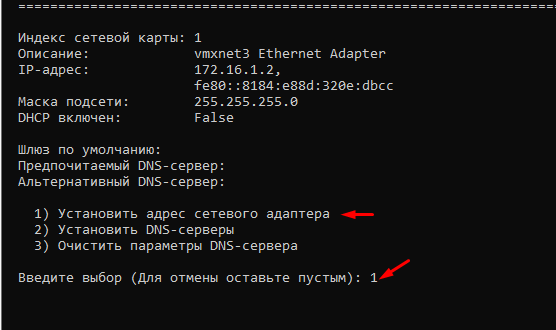 ================================================================
Индекс сетевой карты: 1
Описание: vmxnet3 Ethernet Adapter
IP-адрес: 172.16.1.2,
fe80::8184:e88d:320e:dbcc
Маска подсети: 255.255.255.0
DHCP включен: False
Шлюз по умолчанию:
Предпочитаемый DNS-сервер:
Альтернативный DNS-сервер:
1) Установить адрес сетевого адаптера
2) Установить DNS-серверы
3) Очистить параметры DNS-сервера
Введите выбор (Для отмены оставьте пустым): 1